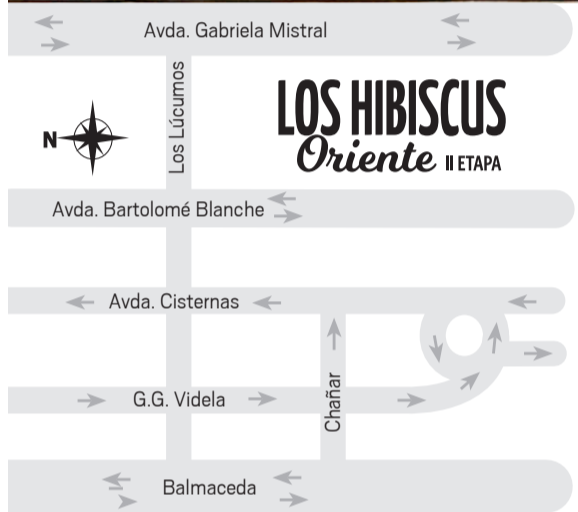 Avda. Gabriela Mistral
Los Lúcumos
N
LOS HIBISCUS
Oriente II ETAPA
Avda. Bartolomé Blanche
Avda. Cisternas
G.G. Videla
Chañar
Balmaceda